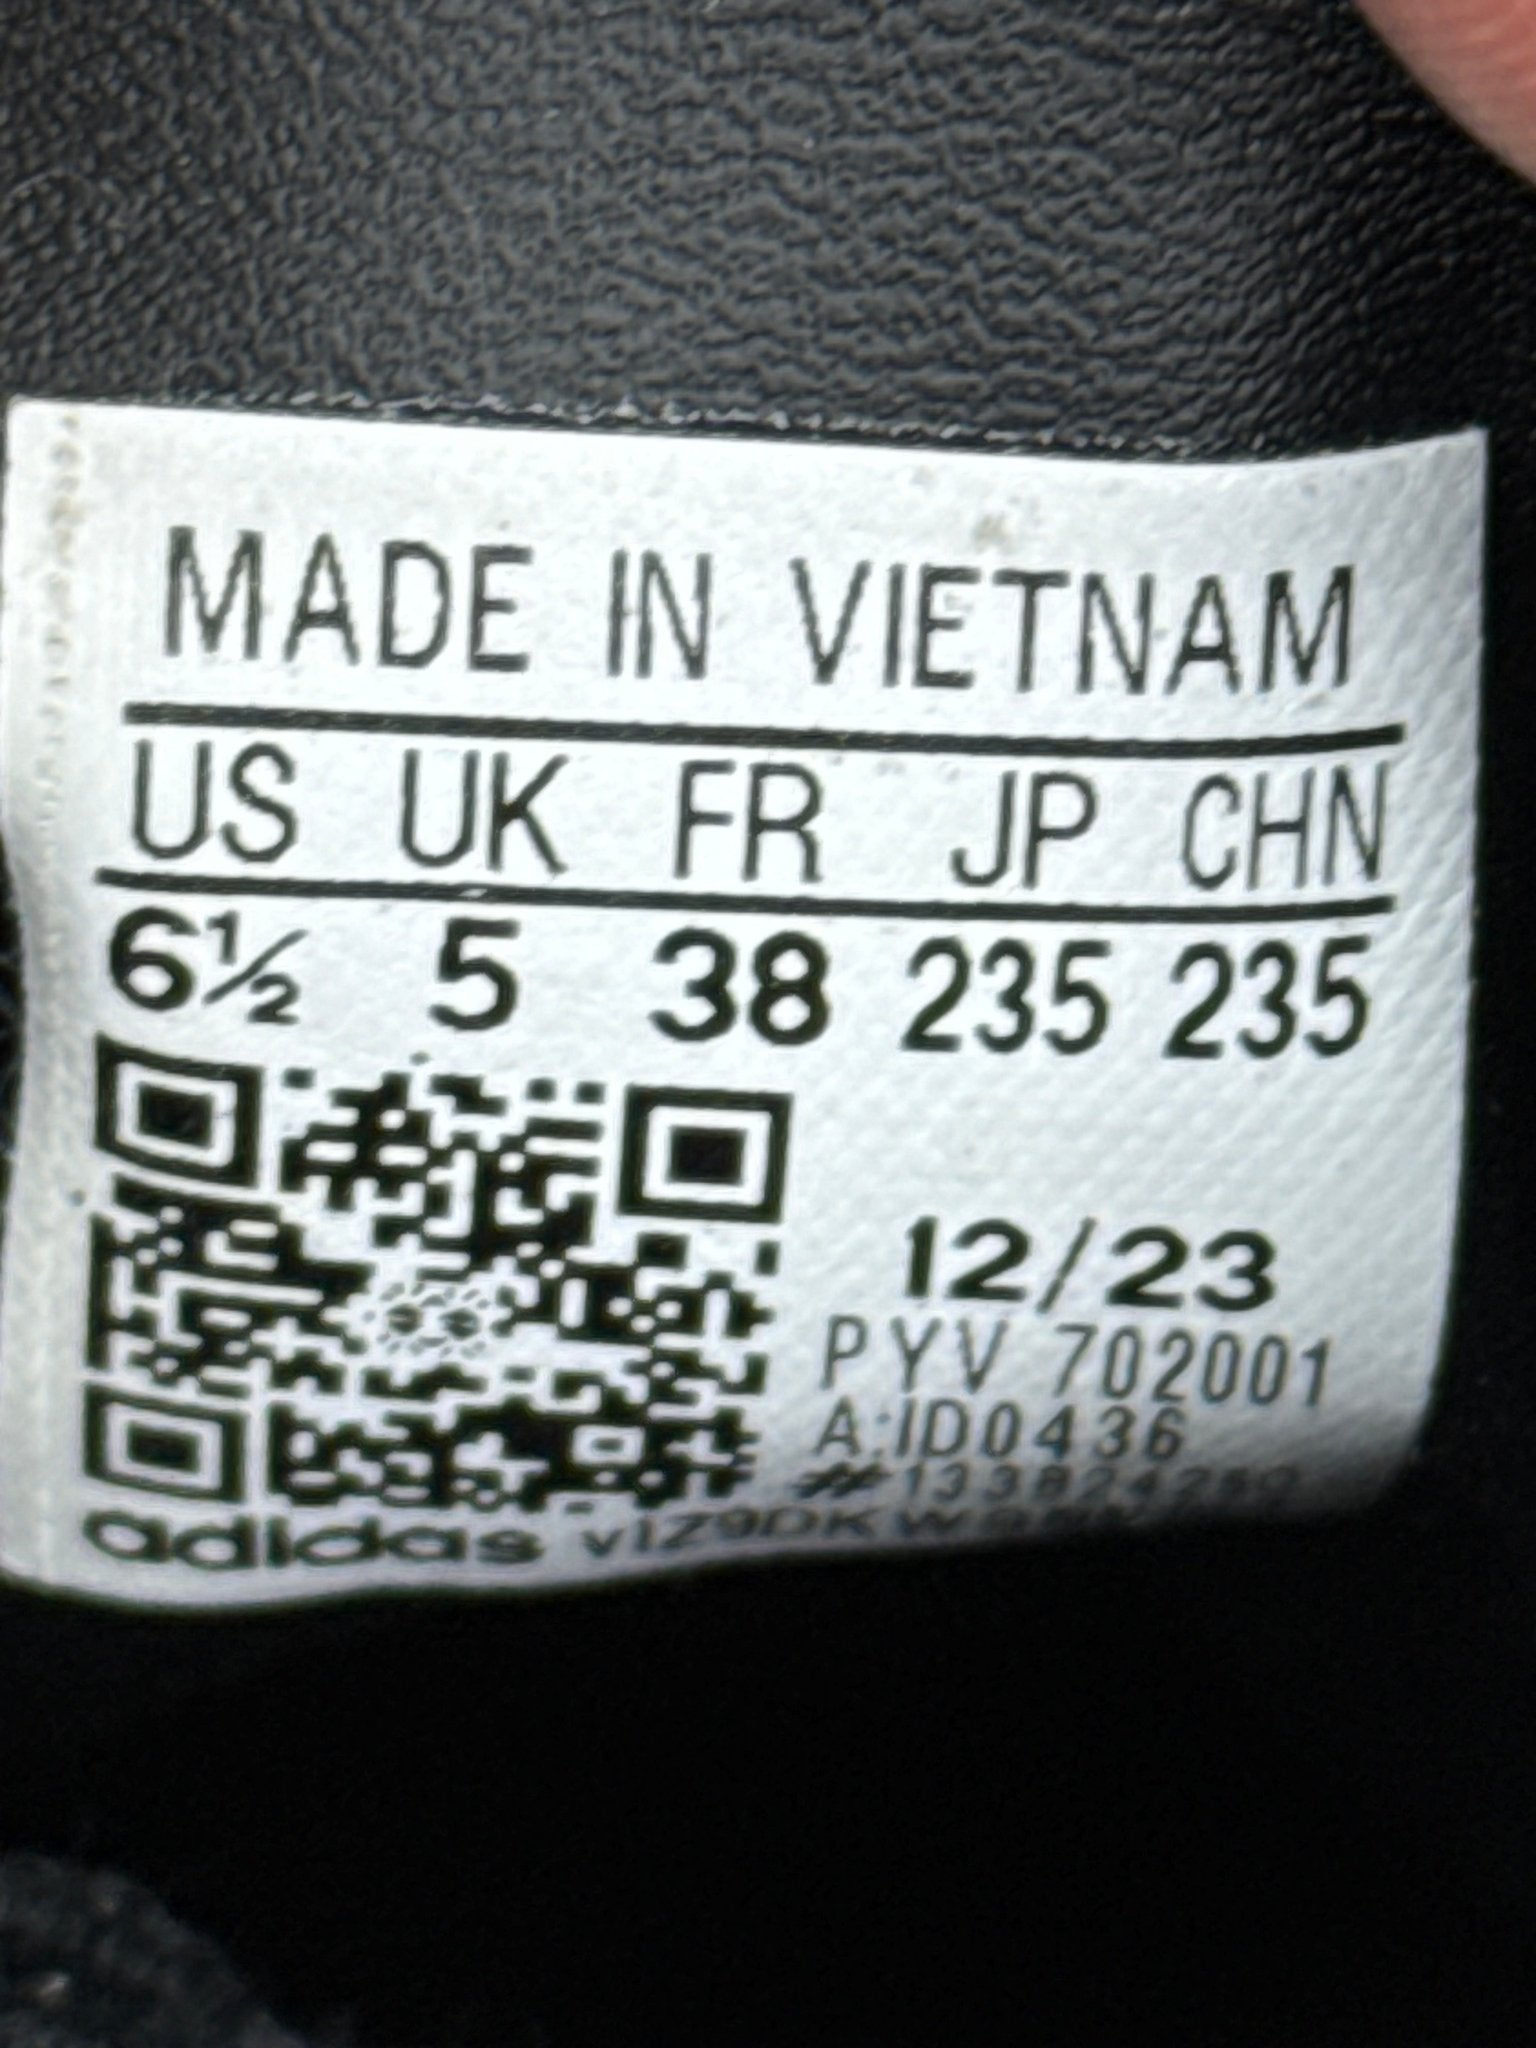 MADE IN VIETNAM
US UK FR JP CHN
6½ 5 38 235 235
12/23
PYV 702001
A:ID0436
adidas